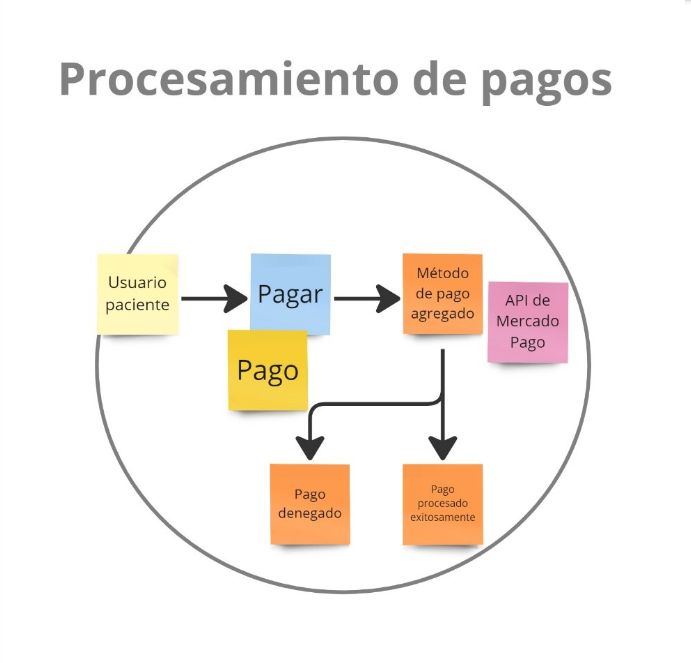 Procesamiento de pagos
Usuario
paciente
Pagar
Método
de pago
agregado
API de
Mercado
Pago
Pago
Pago
denegado
Pago
procesado
exitosamente